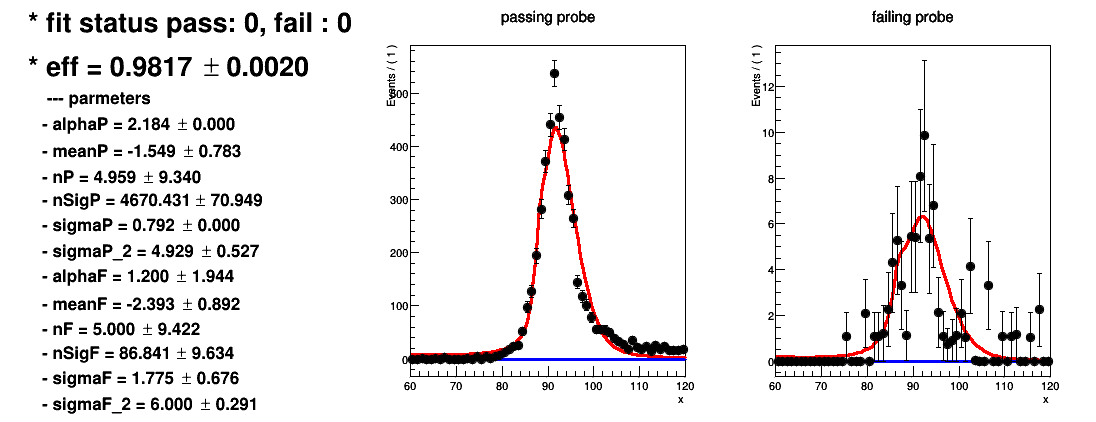 * fit status pass: 0, fail : 0
* eff = 0.9817 ± 0.0020
--- parmeters
- alphaP = 2.184 ± 0.000
- meanP = -1.549 ± 0.783
- nP = 4.959 ± 9.340
- nSigP = 4670.431 ± 70.949
- sigmaP = 0.792 ± 0.000
- sigmaP_2 = 4.929 ± 0.527
- alphaF = 1.200 ± 1.944
- meanF = -2.393 ± 0.892
- nF = 5.000 ± 9.422
- nSigF = 86.841 ± 9.634
- sigmaF = 1.775 ± 0.676
- sigmaF_2 = 6.000 ± 0.291
passing probe
Events / ( 1 )
500
400
300
200
100
0
60 70 80 90 100 110 120
x
failing probe
Events / ( 1 )
12
10
8
6
4
2
0
60 70 80 90 100 110 120
x